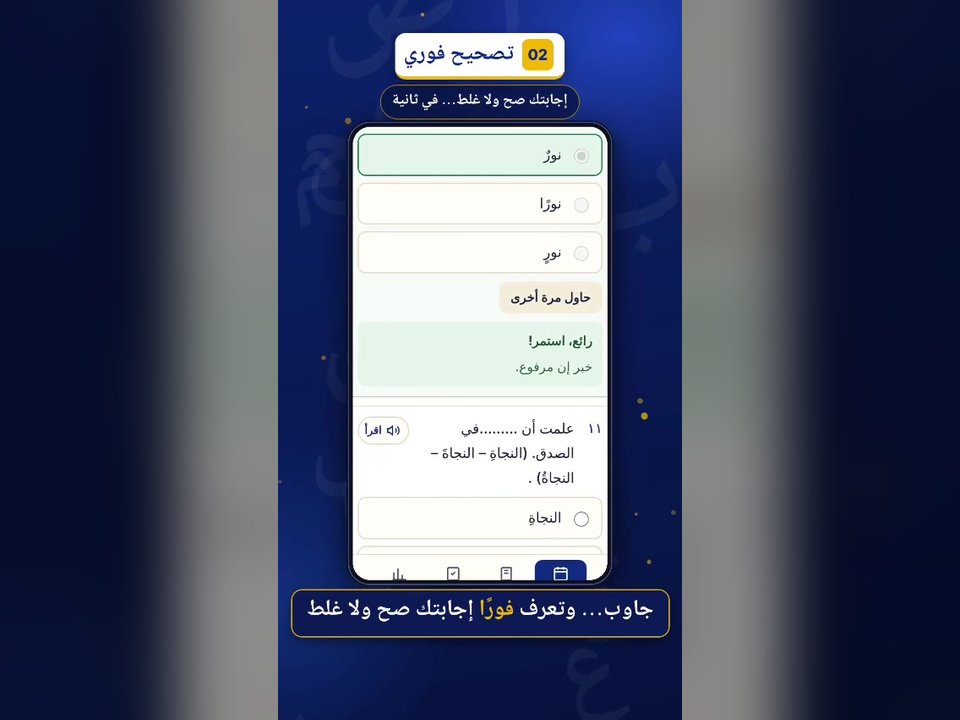 02 تصحيح فوري
إجابتك صح ولا غلط... في ثانية
نورٌ
نورًا
نورٍ
حاول مرة أخرى
رائع، استمر!
خبر إن مرفوع.
١١ علمت أن .........في اقرأ
الصدق. (النجاةِ – النجاةَ –
النجاةُ) .
النجاةِ
جاوب... وتعرف فورًا إجابتك صح ولا غلط